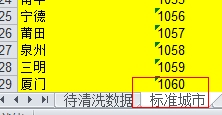 宁德 1056
莆田 1057
泉州 1058
三明 1059
29 厦门 1060
待清洗数据 标准城市